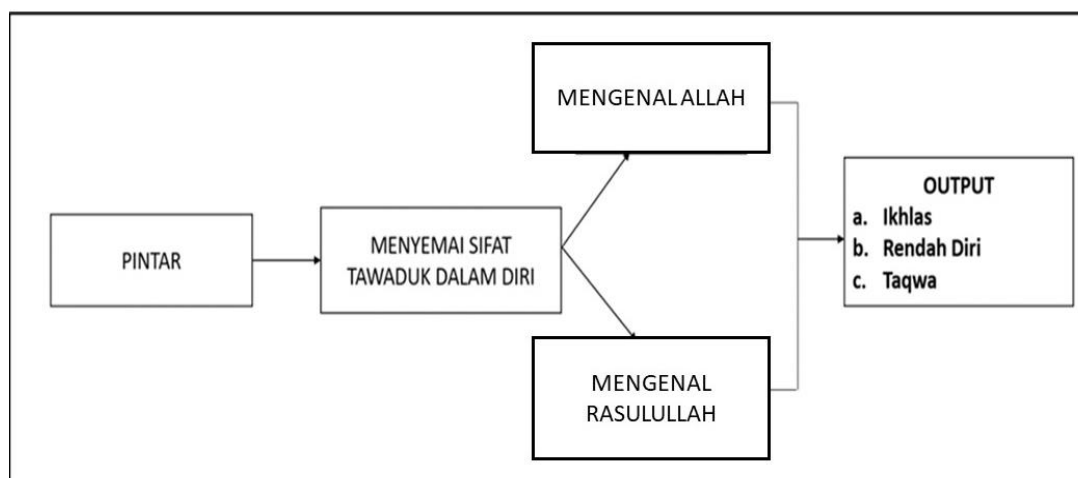 PINTAR
MENYEMAI SIFAT
TAWADUK DALAM DIRI
MENGENAL ALLAH
MENGENAL
RASULULLAH
OUTPUT
a. Ikhlas
b. Rendah Diri
c. Taqwa